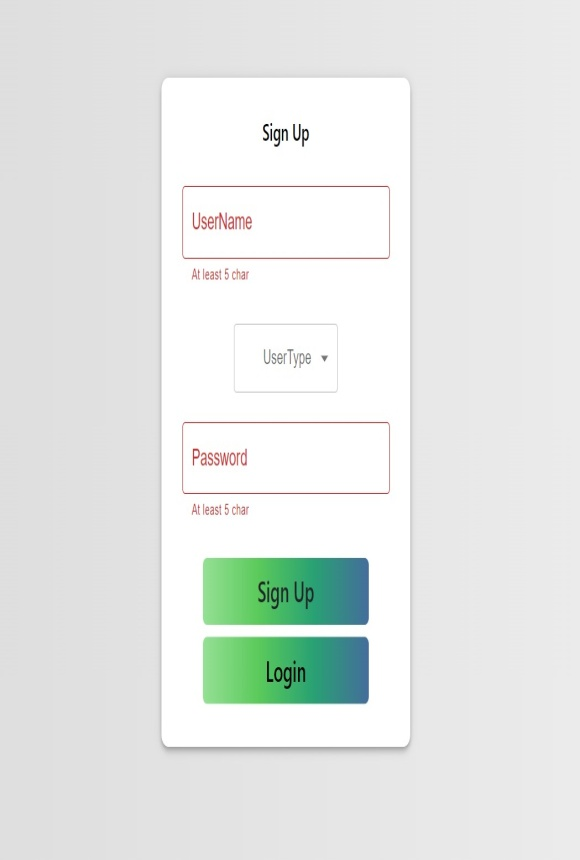 Sign Up
UserName
At least 5 char
UserType
Password
At least 5 char
Sign Up
Login